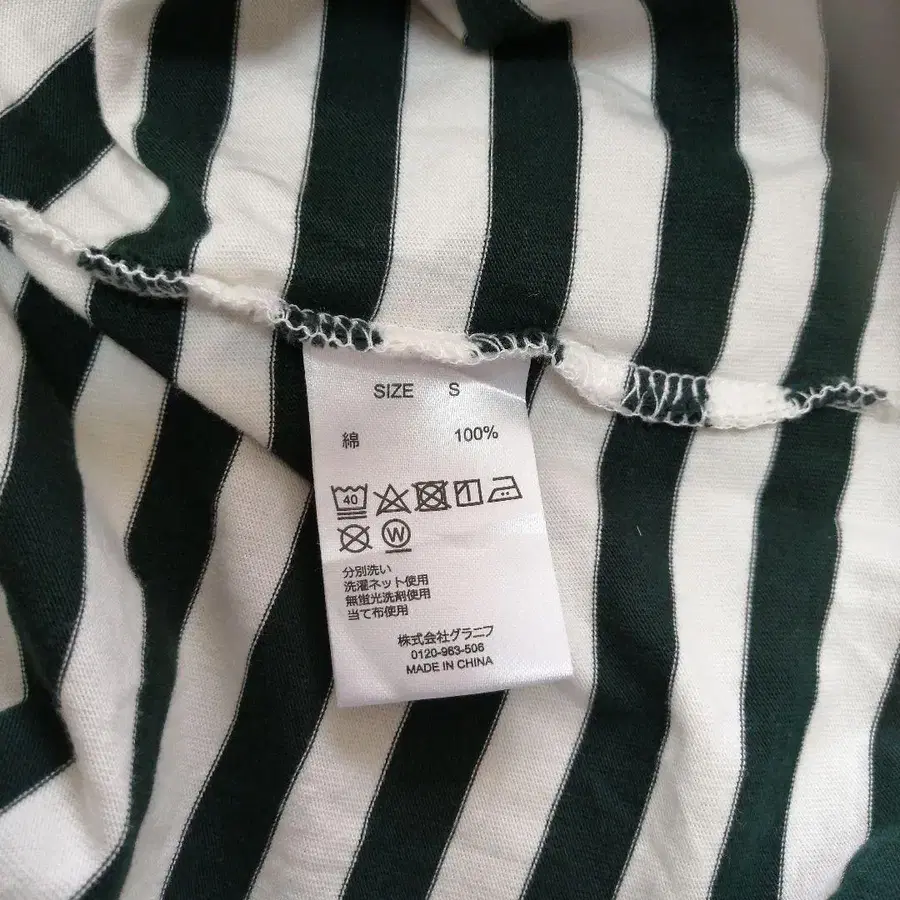 SIZE S
綿 100%
40
W
分別洗い
洗濯ネット使用
無蛍光洗剤使用
当て布使用
株式会社グラニフ
0120-963-506
MADE IN CHINA